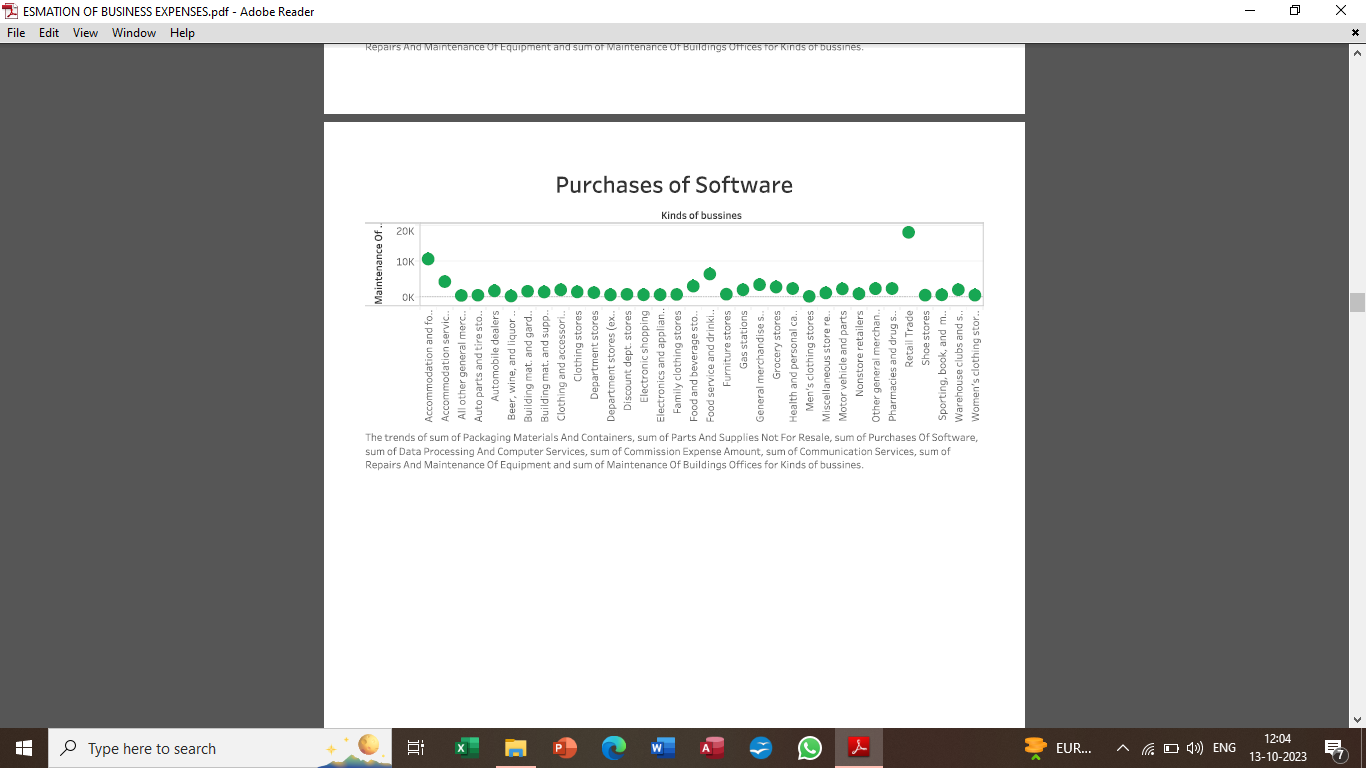 ESMATION OF BUSINESS EXPENSES.pdf - Adobe Reader
File Edit View Window Help
Repairs And Maintenance Of Equipment and sum of Maintenance Of Buildings Offices for Kinds of bussines.
Purchases of Software
Kinds of bussines
Maintenance Of ..
20K
10K
0K
Accommodation and fo..
Accommodation servic..
All other general merc..
Auto parts and tire sto..
Automobile dealers
Beer, wine, and liquor ..
Building mat. and gard..
Building mat. and supp..
Clothing and accessori..
Clothing stores
Department stores
Department stores (ex..
Discount dept. stores
Electronic shopping
Electronics and applian..
Family clothing stores
Food and beverage sto..
Food service and drinki..
Furniture stores
Gas stations
General merchandise s..
Grocery stores
Health and personal ca..
Men's clothing stores
Miscellaneous store re..
Motor vehicle and parts
Nonstore retailers
Other general merchan..
Pharmacies and drug s..
Retail Trade
Shoe stores
Sporting, book, and m..
Warehouse clubs and s..
Women's clothing stor..
The trends of sum of Packaging Materials And Containers, sum of Parts And Supplies Not For Resale, sum of Purchases Of Software,
sum of Data Processing And Computer Services, sum of Commission Expense Amount, sum of Communication Services, sum of
Repairs And Maintenance Of Equipment and sum of Maintenance Of Buildings Offices for Kinds of bussines.
Type here to search
EUR...
ENG
12:04
13-10-2023
7